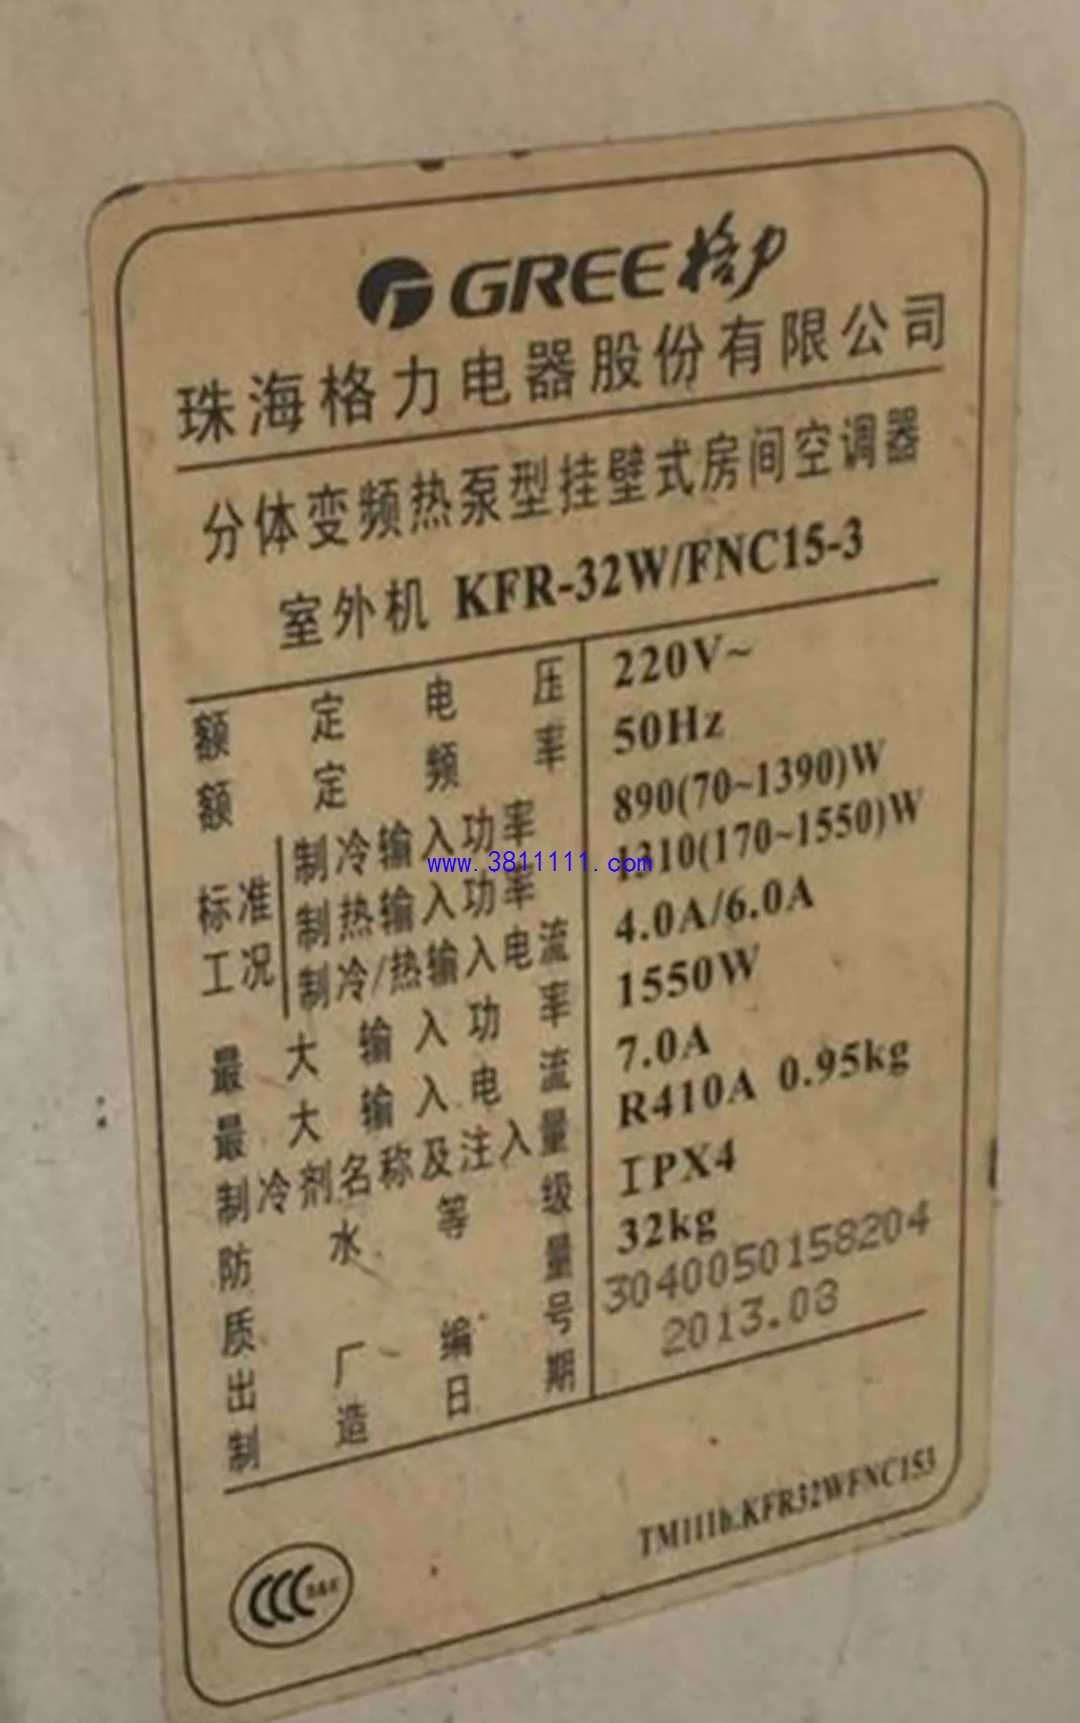 GREE格力
珠海格力电器股份有限公司
分体变频热泵型挂壁式房间空调器
室外机 KFR-32W/FNC15-3
额定电压 220V~
额定频率 50Hz
标准工况
制冷输入功率 890(70~1390)W
制热输入功率 1310(170~1550)W
制冷/热输入电流 4.0A/6.0A
最大输入功率 1550W
最大输入电流 7.0A
制冷剂名称及注入量 R410A 0.95kg
防水等级 IPX4
质量 32kg
出厂编号 3040050158204
制造日期 2013.03
www.3811111.com
CCC S&E
TM111b.KFR32WFNC153